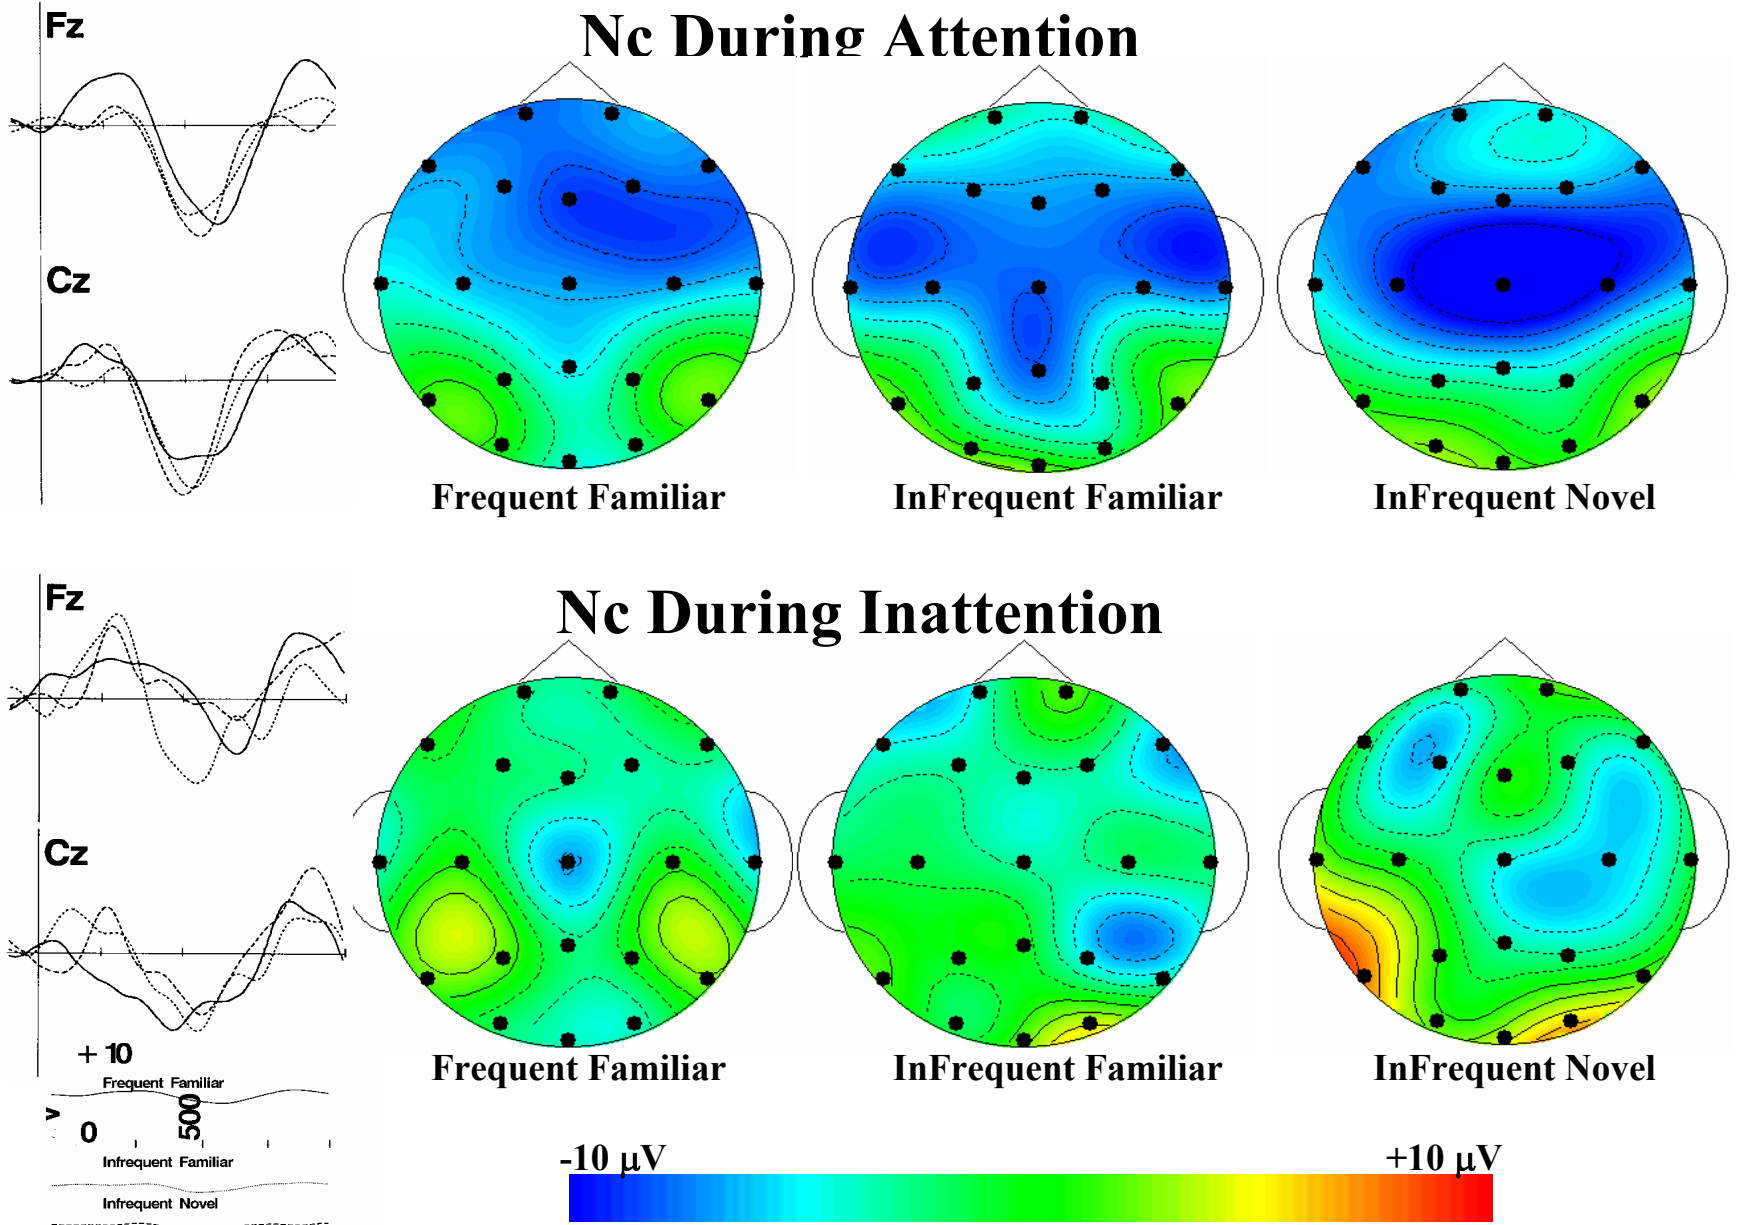 Fz
Nc During Attention
Cz
Frequent Familiar
InFrequent Familiar
InFrequent Novel
Fz
Nc During Inattention
Cz
Frequent Familiar
InFrequent Familiar
InFrequent Novel
+10
Frequent Familiar
0
500
Infrequent Familiar
Infrequent Novel
-10 μV
+10 μV